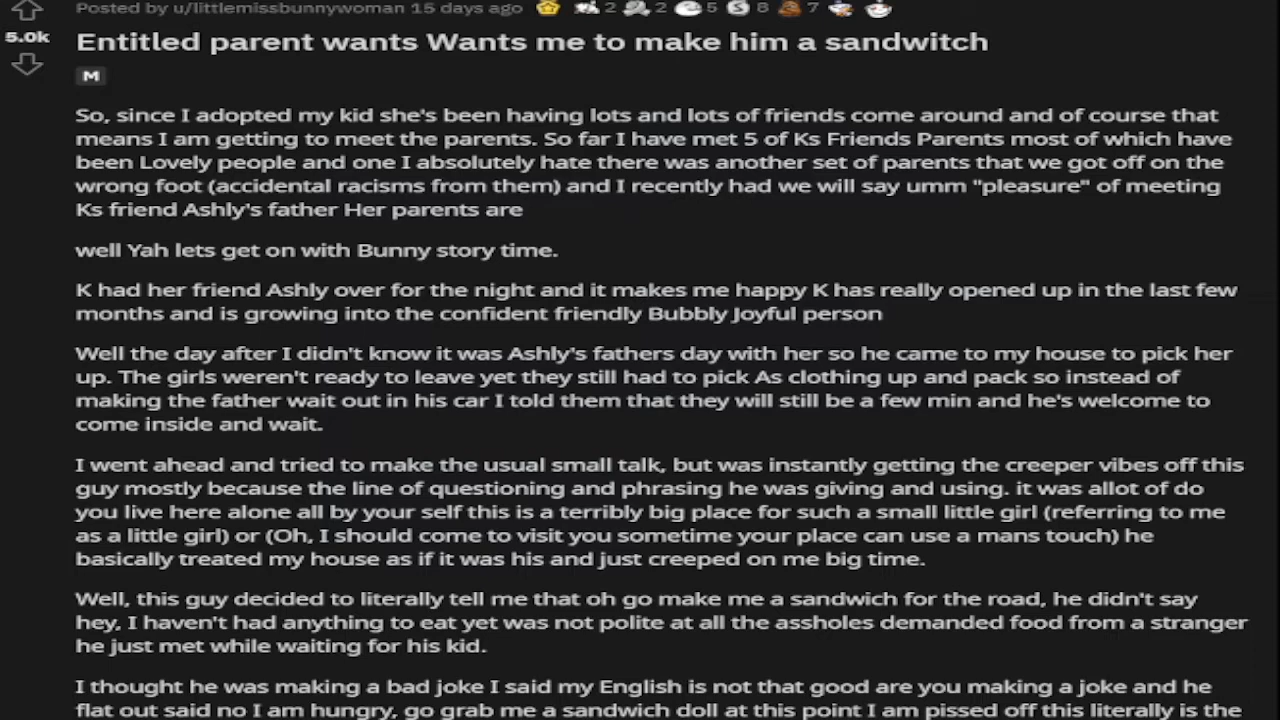 Posted by u/littlemissbunnywoman 15 days ago 2 2 5 8 7
5.0k
Entitled parent wants Wants me to make him a sandwitch
M
So, since I adopted my kid she's been having lots and lots of friends come around and of course that
means I am getting to meet the parents. So far I have met 5 of Ks Friends Parents most of which have
been Lovely people and one I absolutely hate there was another set of parents that we got off on the
wrong foot (accidental racisms from them) and I recently had we will say umm "pleasure" of meeting
Ks friend Ashly's father Her parents are
well Yah lets get on with Bunny story time.
K had her friend Ashly over for the night and it makes me happy K has really opened up in the last few
months and is growing into the confident friendly Bubbly Joyful person
Well the day after I didn't know it was Ashly's fathers day with her so he came to my house to pick her
up. The girls weren't ready to leave yet they still had to pick As clothing up and pack so instead of
making the father wait out in his car I told them that they will still be a few min and he's welcome to
come inside and wait.
I went ahead and tried to make the usual small talk, but was instantly getting the creeper vibes off this
guy mostly because the line of questioning and phrasing he was giving and using. it was allot of do
you live here alone all by your self this is a terribly big place for such a small little girl (referring to me
as a little girl) or (Oh, I should come to visit you sometime your place can use a mans touch) he
basically treated my house as if it was his and just creeped on me big time.
Well, this guy decided to literally tell me that oh go make me a sandwich for the road, he didn't say
hey, I haven't had anything to eat yet was not polite at all the assholes demanded food from a stranger
he just met while waiting for his kid.
I thought he was making a bad joke I said my English is not that good are you making a joke and he
flat out said no I am hungry, go grab me a sandwich doll at this point I am pissed off this literally is the